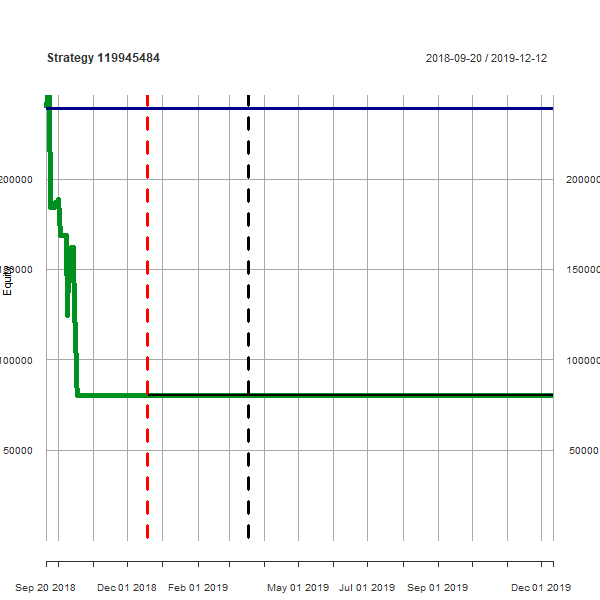 Strategy 119945484
2018-09-20 / 2019-12-12
200000
200000
150000
Equity
100000
100000
50000
50000
Sep 20 2018
Dec 01 2018
Feb 01 2019
May 01 2019
Jul 01 2019
Sep 01 2019
Dec 01 2019